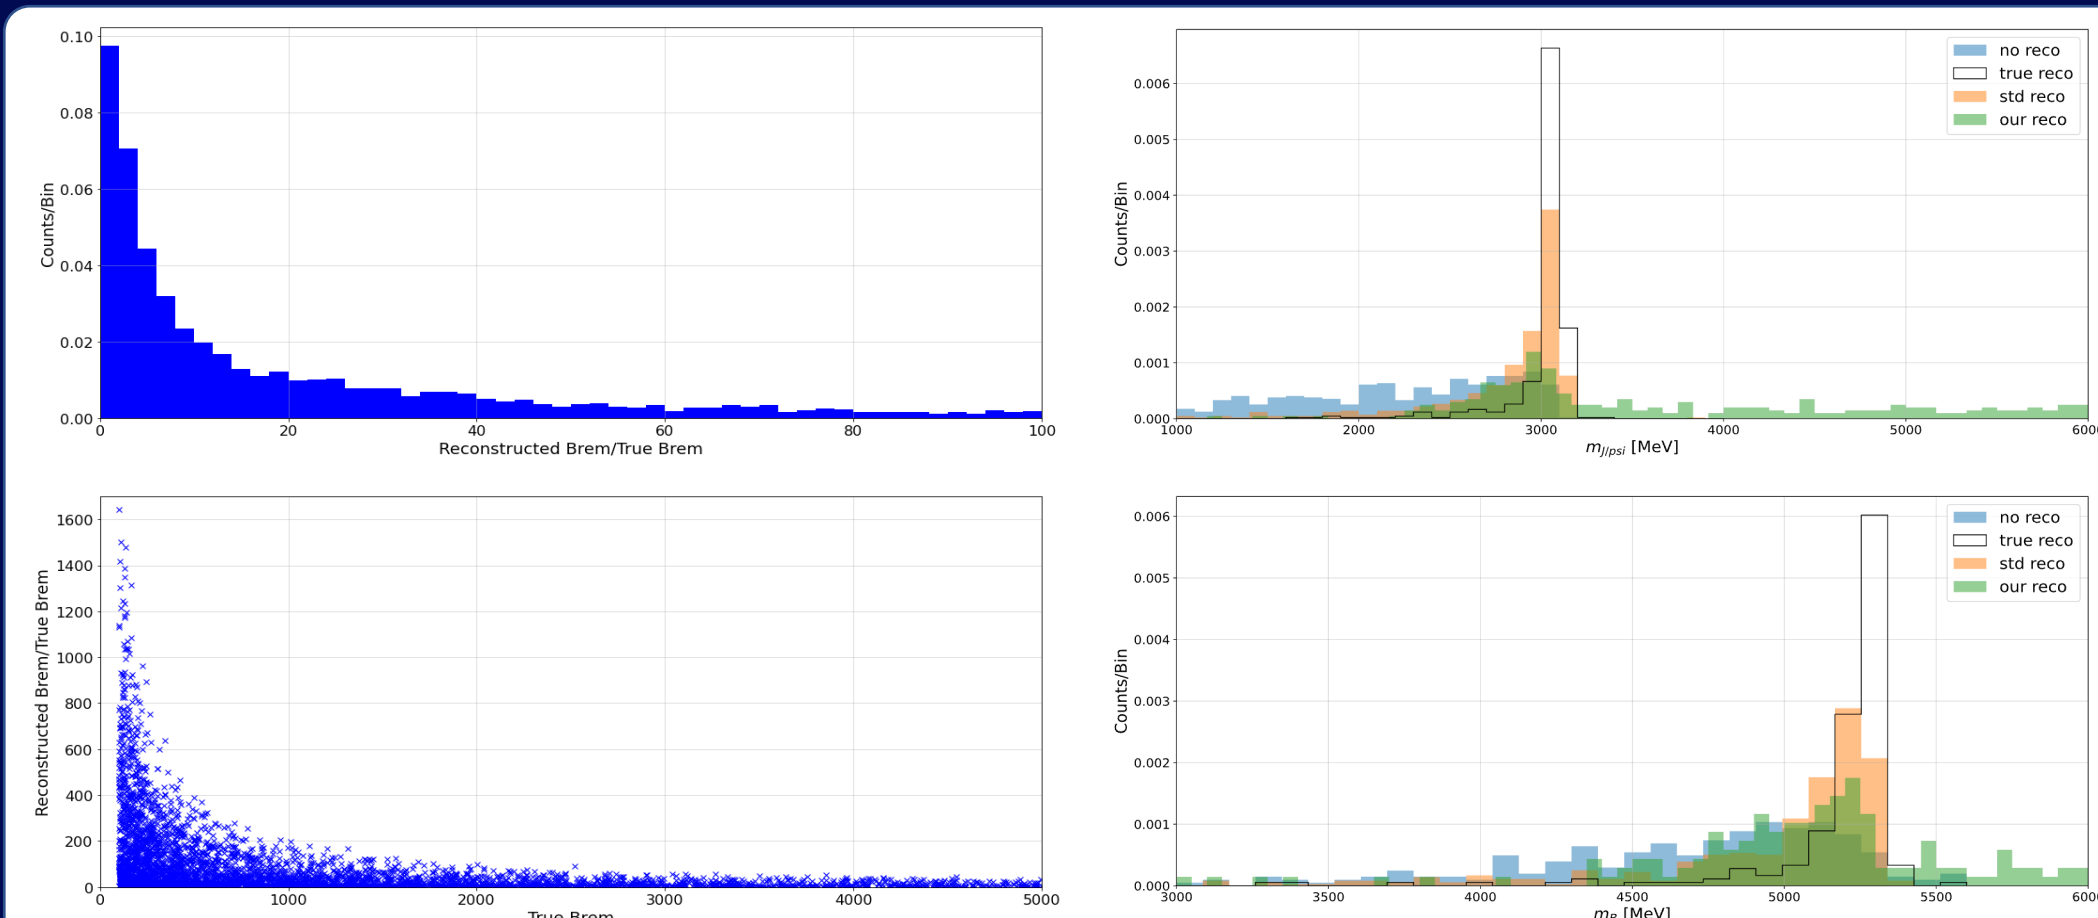 0.10
0.08
0.06
0.04
0.02
0.00
Counts/Bin
0 20 40 60 80 100
Reconstructed Brem/True Brem
no reco
true reco
std reco
our reco
0.006
0.005
0.004
0.003
0.002
0.001
0.000
Counts/Bin
1000 2000 3000 4000 5000 600
m_{J/psi} [MeV]
1600
1400
1200
1000
800
600
400
200
0
Reconstructed Brem/True Brem
0 1000 2000 3000 4000 5000
True Brem
no reco
true reco
std reco
our reco
0.006
0.005
0.004
0.003
0.002
0.001
0.000
Counts/Bin
3000 3500 4000 4500 5000 5500 600
m_B [MeV]